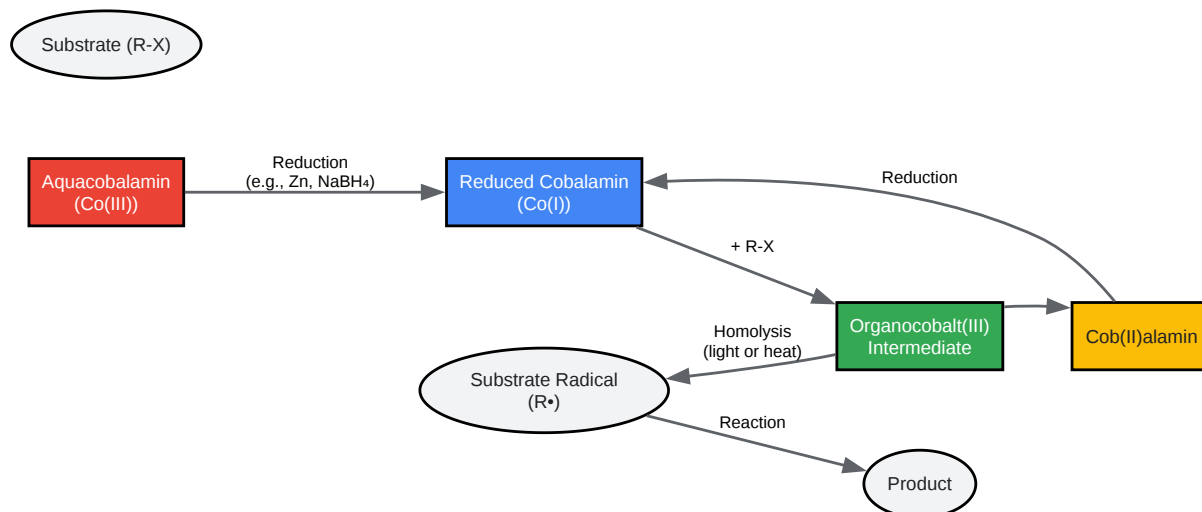 Substrate (R-X)
Reduction
(e.g., Zn, NaBH₄)
Aquacobalamin
(Co(III))
Reduced Cobalamin
(Co(I))
Reduction
+ R-X
Organocobalt(III)
Intermediate
Cob(II)alamin
Homolysis
(light or heat)
Substrate Radical
(R•)
Reaction
Product